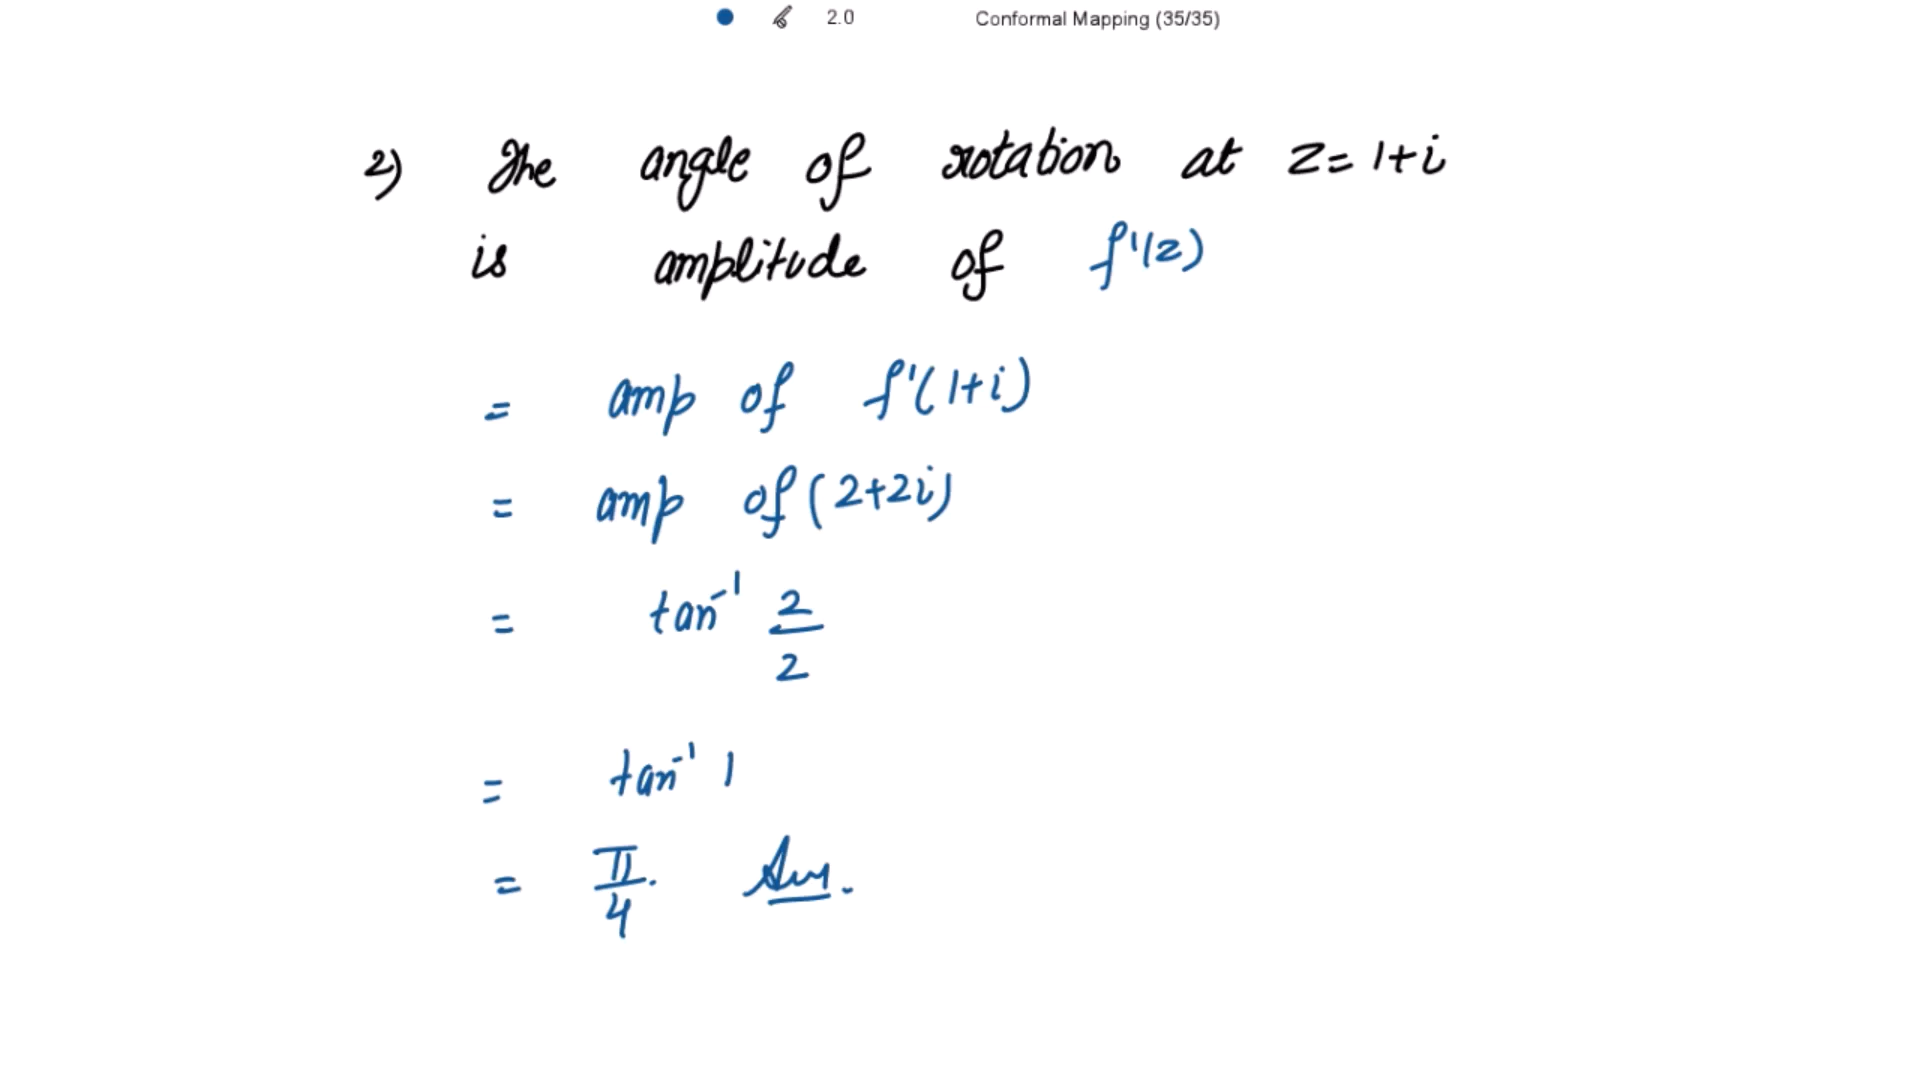 2.0 Conformal Mapping (35/35)
2) The angle of rotation at z = 1+i
is amplitude of f'(z)
= amp of f'(1+i)
= amp of (2+2i)
= tan⁻¹ 2/2
= tan⁻¹ 1
= π/4. Ans.